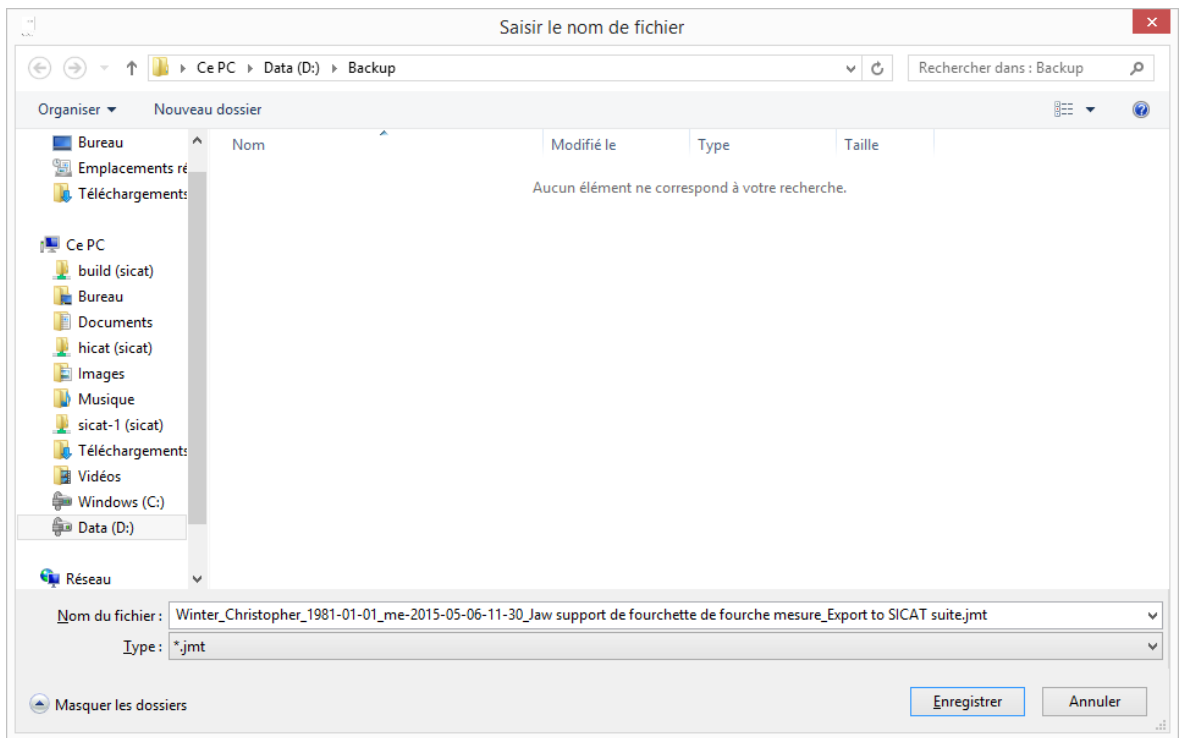 Saisir le nom de fichier
Ce PC Data (D:) Backup
Rechercher dans : Backup
Organiser Nouveau dossier
Nom Modifié le Type Taille
Aucun élément ne correspond à votre recherche.
Bureau
Emplacements ré
Téléchargements
Ce PC
build (sicat)
Bureau
Documents
hicat (sicat)
Images
Musique
sicat-1 (sicat)
Téléchargements
Vidéos
Windows (C:)
Data (D:)
Réseau
Nom du fichier : Winter_Christopher_1981-01-01_me-2015-05-06-11-30_Jaw support de fourchette de fourche mesure_Export to SICAT suite.jmt
Type : *.jmt
Masquer les dossiers
Enregistrer Annuler